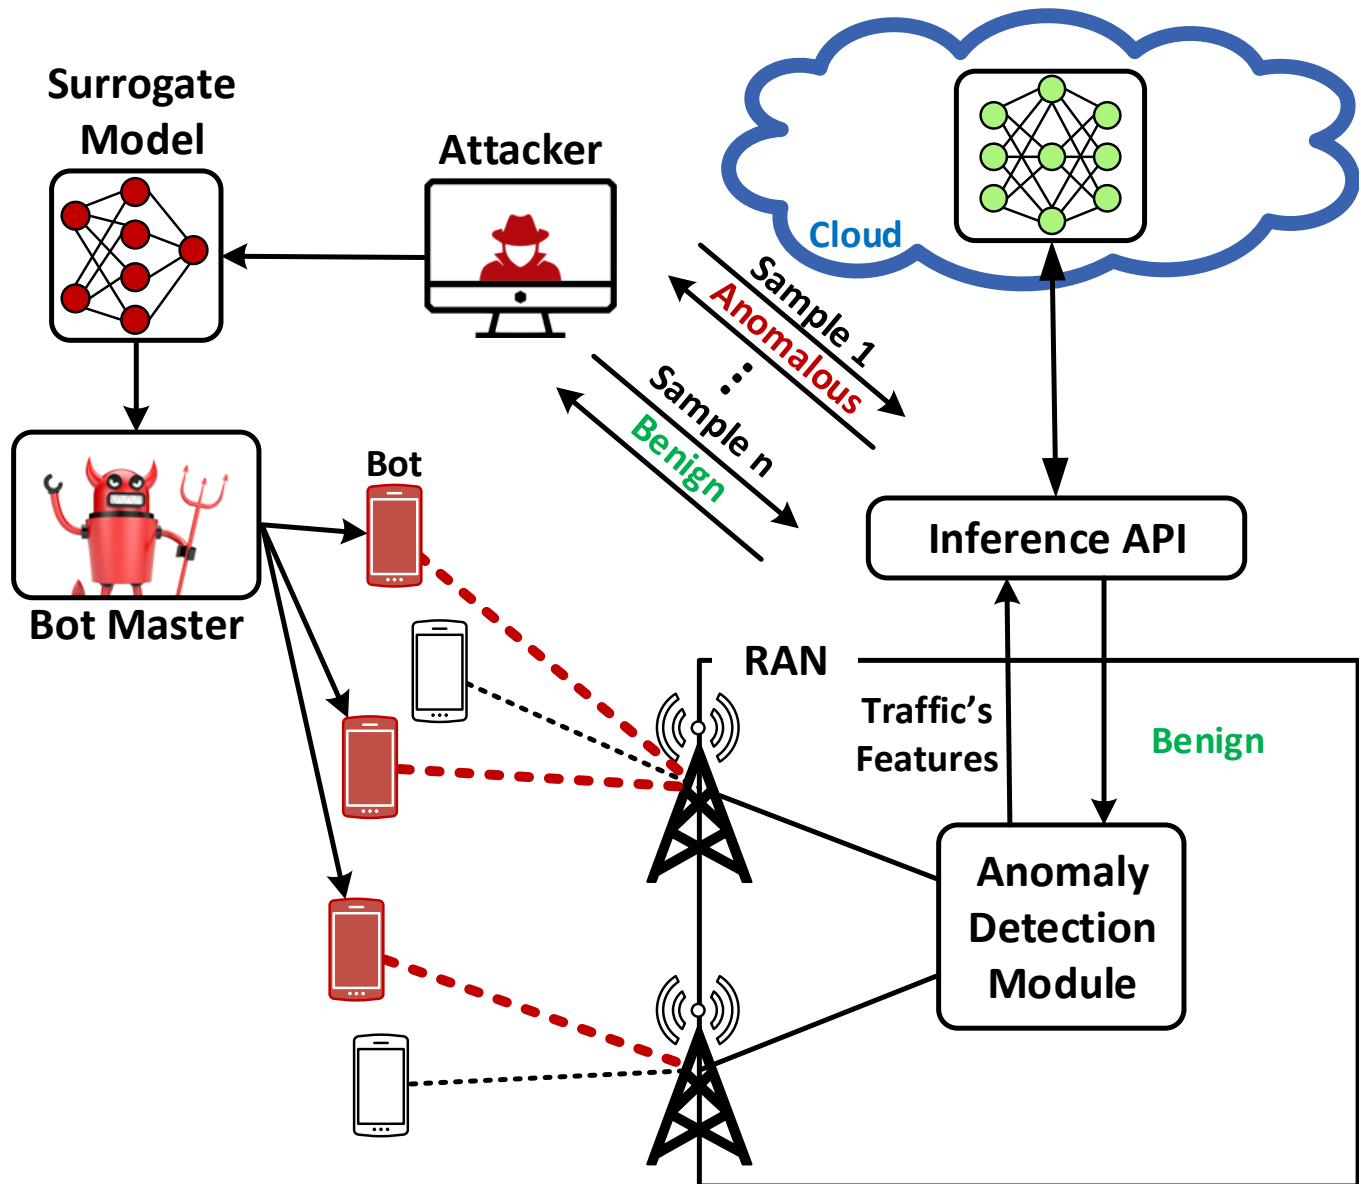 Surrogate
Model
Attacker
Cloud
Sample 1
Anomalous
Sample n
Benign
Bot
Inference API
Bot Master
RAN
Traffic’s
Features
Benign
Anomaly
Detection
Module